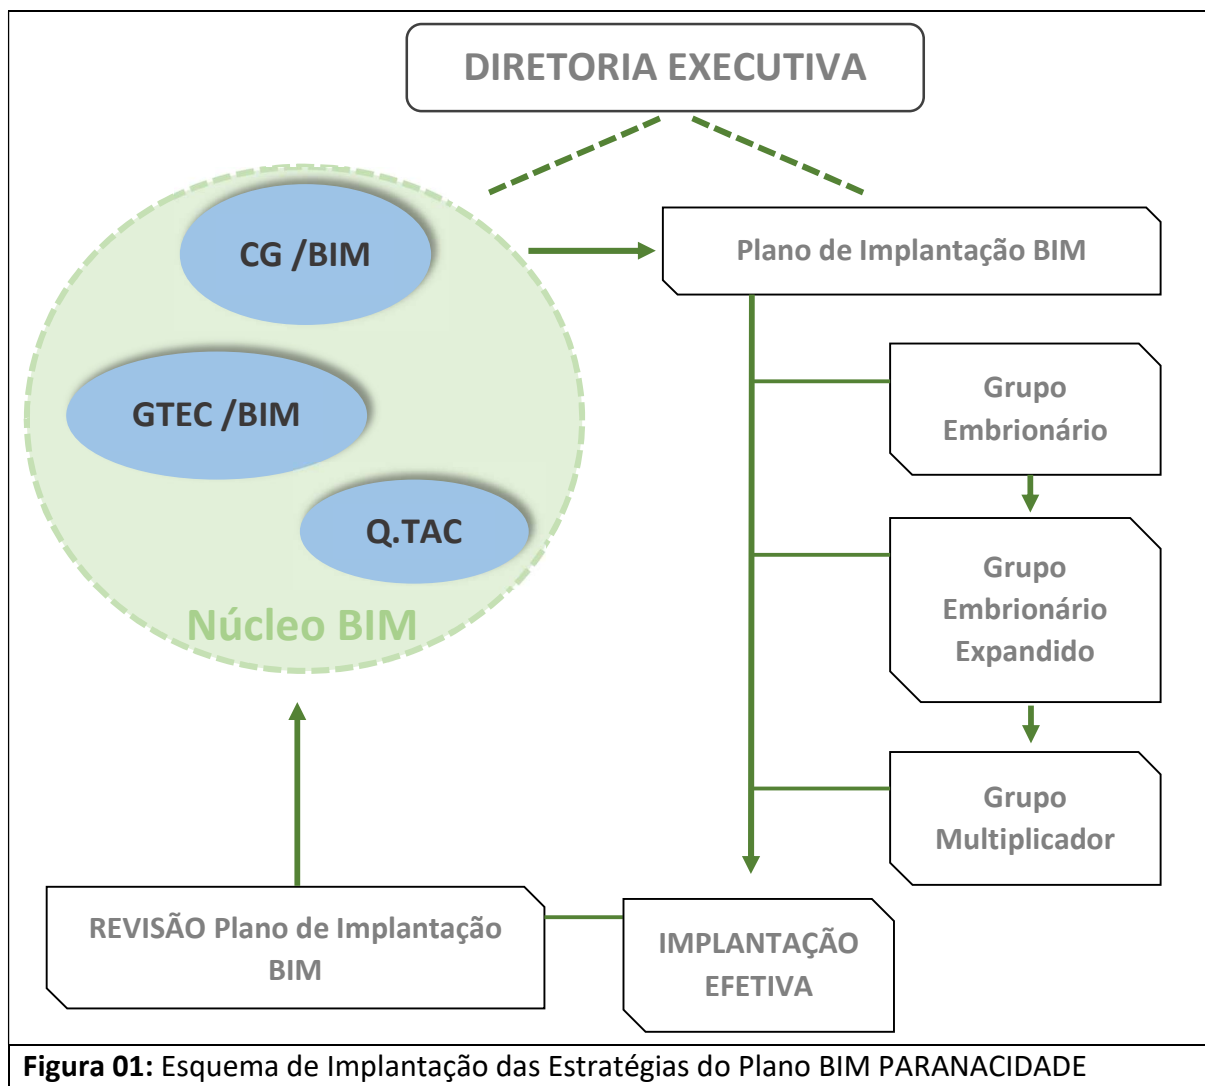 DIRETORIA EXECUTIVA
CG /BIM
GTEC /BIM
Q.TAC
Núcleo BIM
Plano de Implantação BIM
Grupo
Embrionário
Grupo
Embrionário
Expandido
Grupo
Multiplicador
IMPLANTAÇÃO
EFETIVA
REVISÃO Plano de Implantação
BIM
Figura 01: Esquema de Implantação das Estratégias do Plano BIM PARANACIDADE